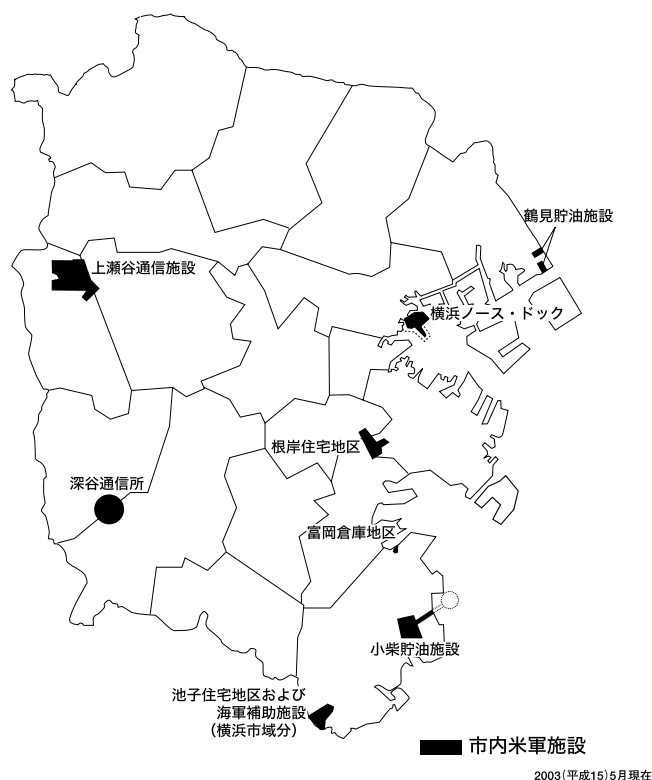 鶴見貯油施設
上瀬谷通信施設
横浜ノース・ドック
根岸住宅地区
深谷通信所
富岡倉庫地区
小柴貯油施設
池子住宅地区および
海軍補助施設
(横浜市域分)
市内米軍施設
2003(平成15)5月現在